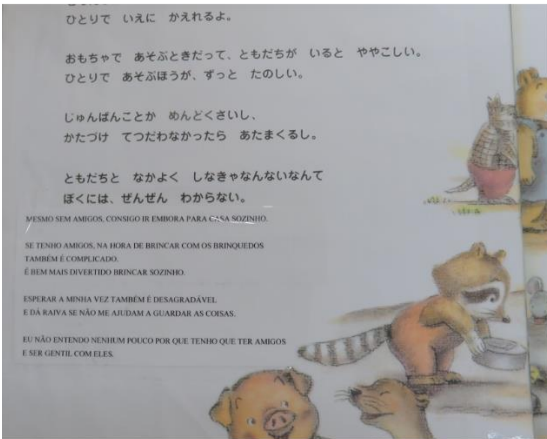 ひとりで いえに かえれるよ。
おもちゃで あそぶときだって、ともだちが いると ややこしい。
ひとりで あそぶほうが、ずっと たのしい。
じゅんばんことか めんどくさいし、
かたづけ てつだわなかったら あたまくるし。
ともだちと なかよく しなきゃなんないなんて
ぼくには、ぜんぜん わからない。
MESMO SEM AMIGOS, CONSIGO IR EMBORA PARA CASA SOZINHO.
SE TENHO AMIGOS, NA HORA DE BRINCAR COM OS BRINQUEDOS
TAMBÉM É COMPLICADO.
É BEM MAIS DIVERTIDO BRINCAR SOZINHO.
ESPERAR A MINHA VEZ TAMBÉM É DESAGRADÁVEL
E DÁ RAIVA SE NÃO ME AJUDAM A GUARDAR AS COISAS.
EU NÃO ENTENDO NENHUM POUCO POR QUE TENHO QUE TER AMIGOS
E SER GENTIL COM ELES.